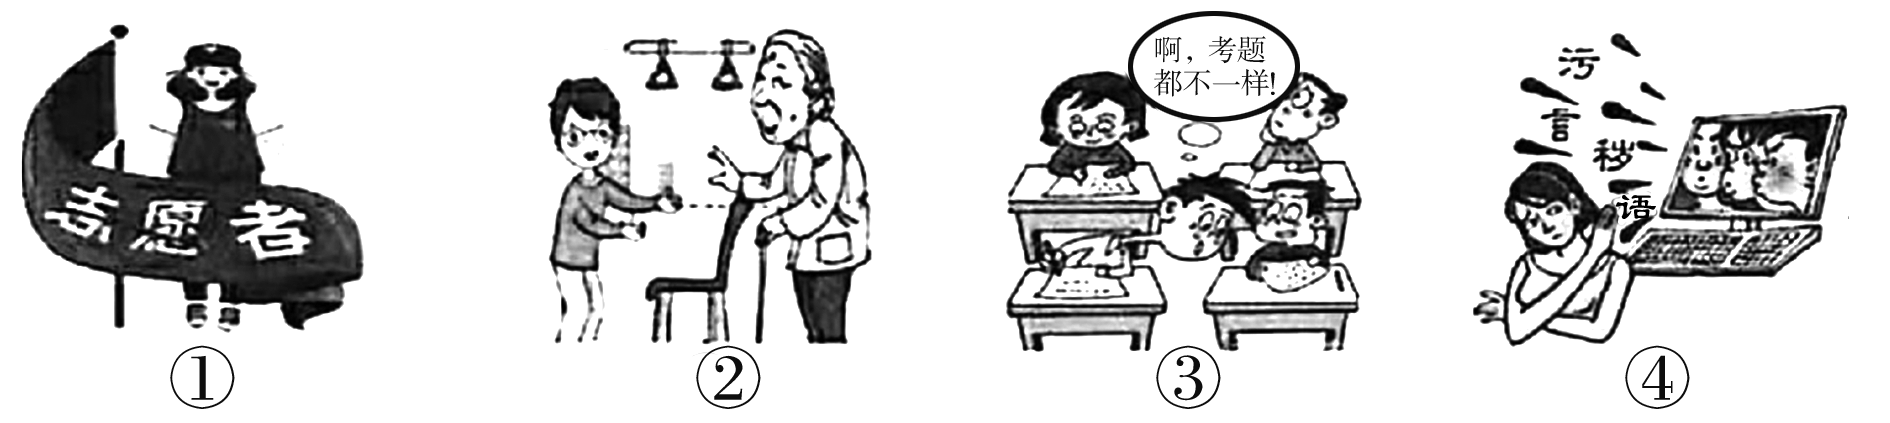 志愿者
啊，考题
都不一样!
污
言
秽
语
①
②
③
④